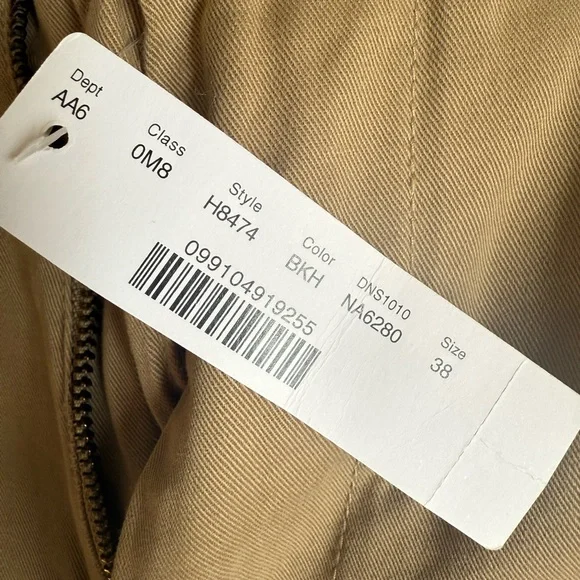 Dept
AA6
Class
0M8
Style
H8474
Color
BKH
DNS1010
NA6280
Size
38
099104919255